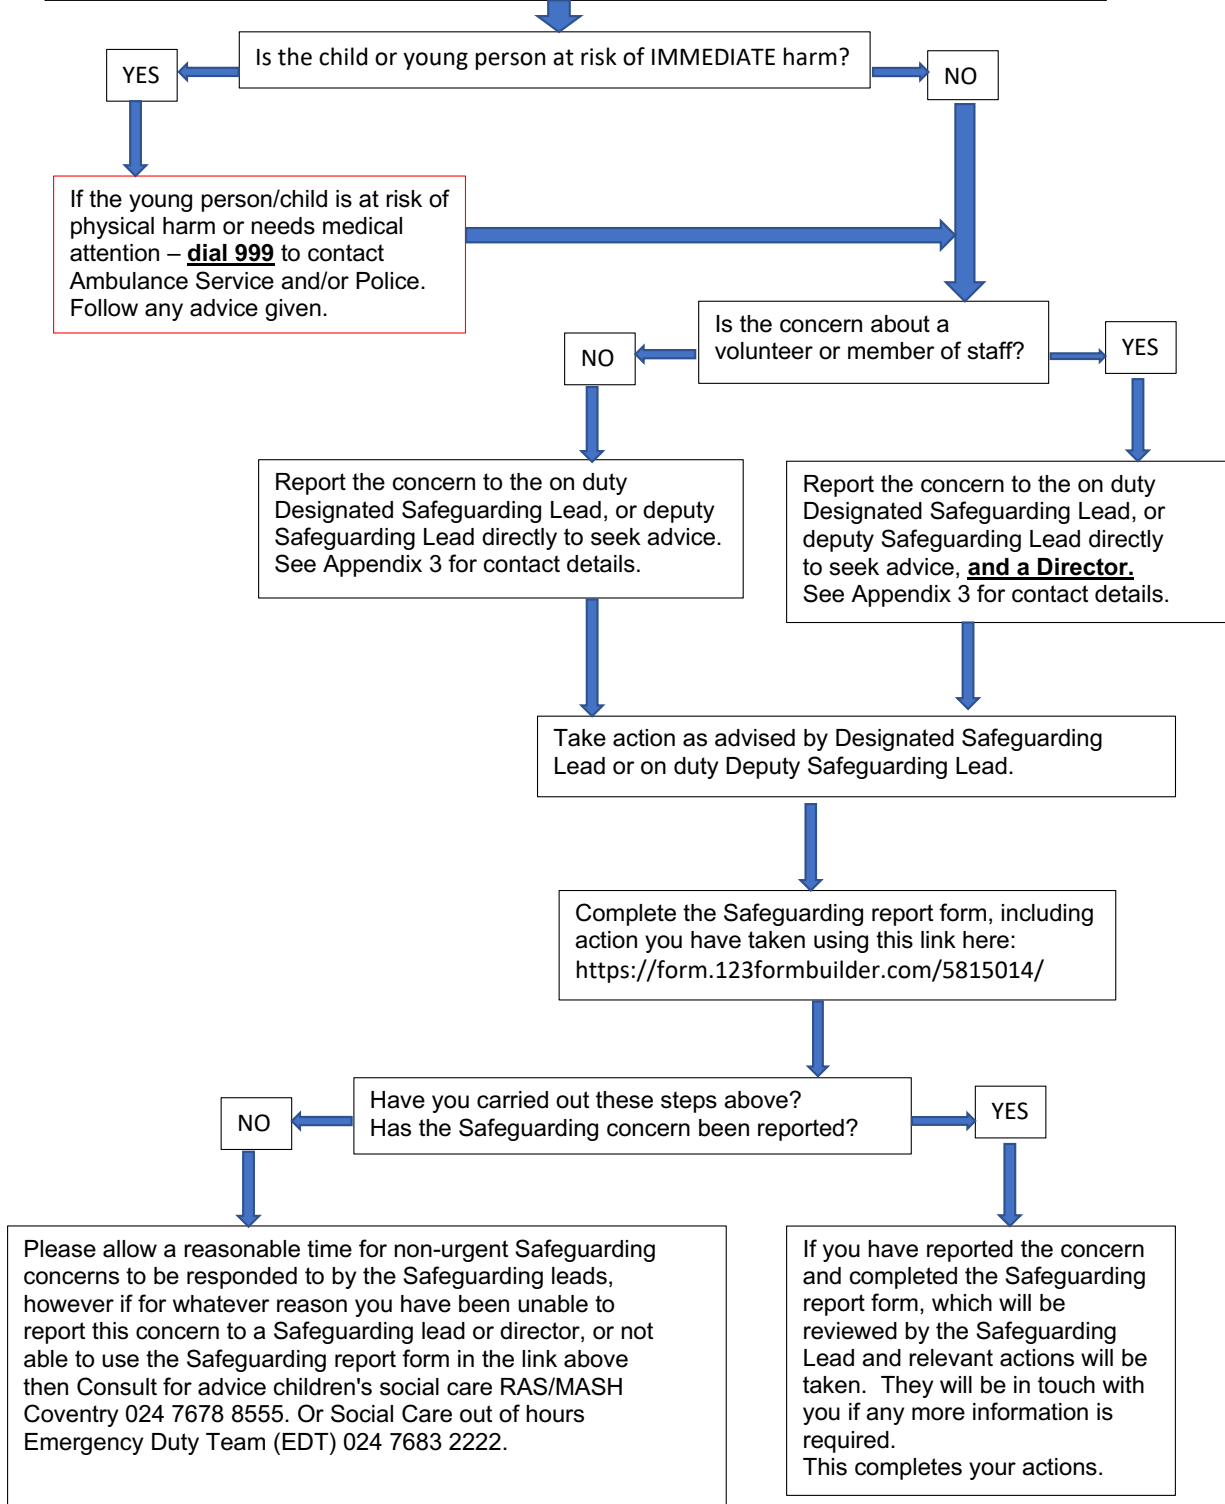 Is the child or young person at risk of IMMEDIATE harm?
YES
NO
If the young person/child is at risk of
physical harm or needs medical
attention – dial 999 to contact
Ambulance Service and/or Police.
Follow any advice given.
Is the concern about a
volunteer or member of staff?
NO
YES
Report the concern to the on duty
Designated Safeguarding Lead, or deputy
Safeguarding Lead directly to seek advice.
See Appendix 3 for contact details.
Report the concern to the on duty
Designated Safeguarding Lead, or
deputy Safeguarding Lead directly
to seek advice, and a Director.
See Appendix 3 for contact details.
Take action as advised by Designated Safeguarding
Lead or on duty Deputy Safeguarding Lead.
Complete the Safeguarding report form, including
action you have taken using this link here:
https://form.123formbuilder.com/5815014/
Have you carried out these steps above?
Has the Safeguarding concern been reported?
NO
YES
Please allow a reasonable time for non-urgent Safeguarding
concerns to be responded to by the Safeguarding leads,
however if for whatever reason you have been unable to
report this concern to a Safeguarding lead or director, or not
able to use the Safeguarding report form in the link above
then Consult for advice children's social care RAS/MASH
Coventry 024 7678 8555. Or Social Care out of hours
Emergency Duty Team (EDT) 024 7683 2222.
If you have reported the concern
and completed the Safeguarding
report form, which will be
reviewed by the Safeguarding
Lead and relevant actions will be
taken. They will be in touch with
you if any more information is
required.
This completes your actions.